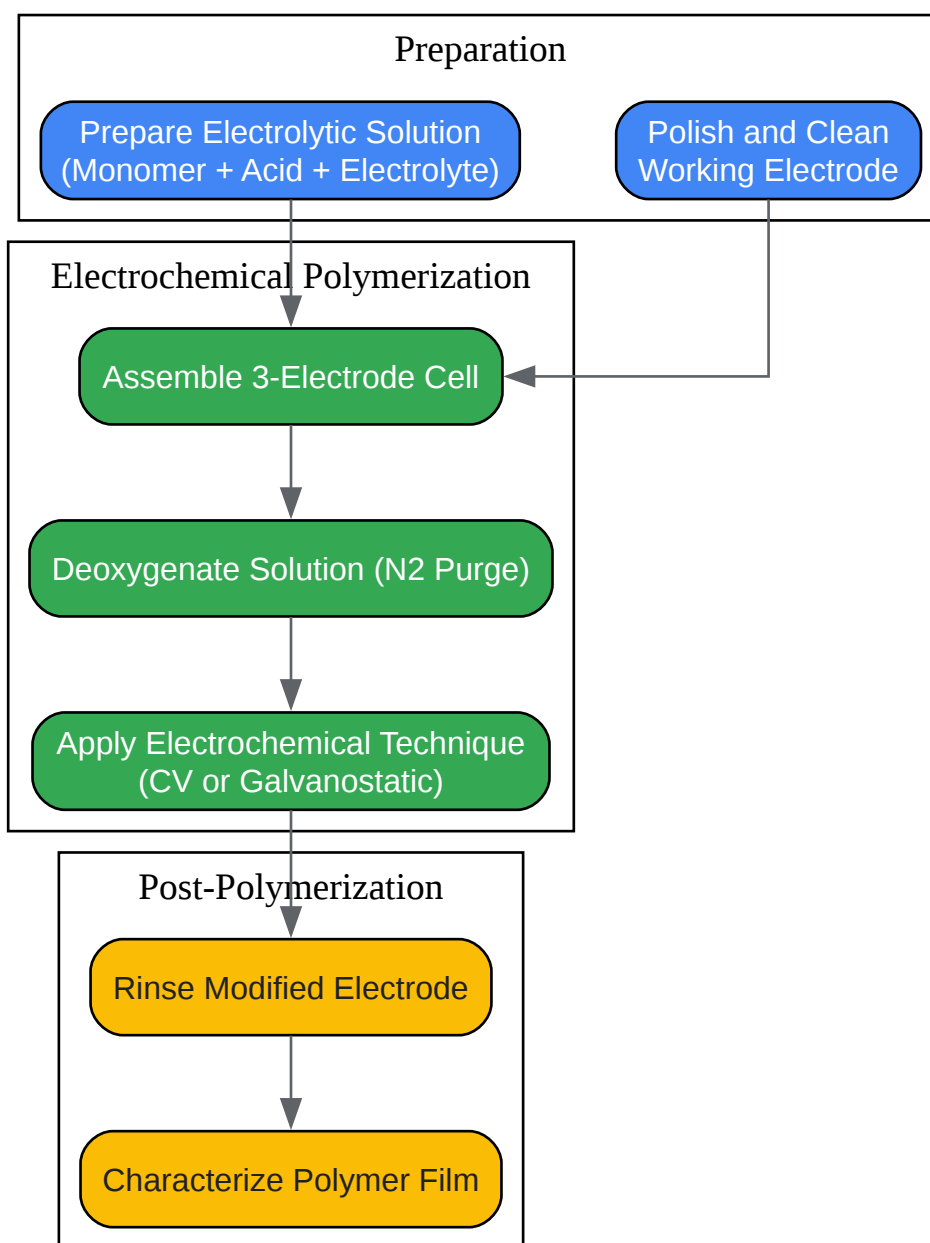 Preparation
Prepare Electrolytic Solution
(Monomer + Acid + Electrolyte)
Polish and Clean
Working Electrode
Electrochemical Polymerization
Assemble 3-Electrode Cell
Deoxygenate Solution (N2 Purge)
Apply Electrochemical Technique
(CV or Galvanostatic)
Post-Polymerization
Rinse Modified Electrode
Characterize Polymer Film